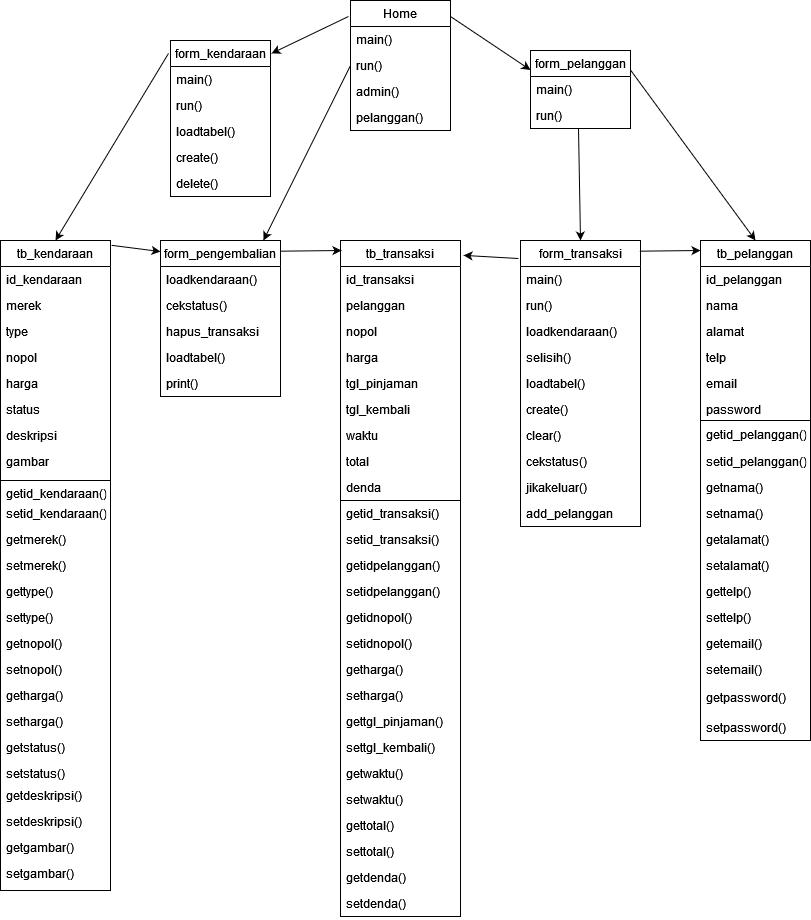 Home
main()
run()
admin()
pelanggan()
form_kendaraan
main()
run()
loadtabel()
create()
delete()
form_pelanggan
main()
run()
tb_kendaraan
id_kendaraan
merek
type
nopol
harga
status
deskripsi
gambar
getid_kendaraan()
setid_kendaraan()
getmerek()
setmerek()
gettype()
settype()
getnopol()
setnopol()
getharga()
setharga()
getstatus()
setstatus()
getdeskripsi()
setdeskripsi()
getgambar()
setgambar()
form_pengembalian
loadkendaraan()
cekstatus()
hapus_transaksi
loadtabel()
print()
tb_transaksi
id_transaksi
pelanggan
nopol
harga
tgl_pinjaman
tgl_kembali
waktu
total
denda
getid_transaksi()
setid_transaksi()
getidpelanggan()
setidpelanggan()
getidnopol()
setidnopol()
getharga()
setharga()
gettgl_pinjaman()
settgl_kembali()
getwaktu()
setwaktu()
gettotal()
settotal()
getdenda()
setdenda()
form_transaksi
main()
run()
loadkendaraan()
selisih()
loadtabel()
create()
clear()
cekstatus()
jikakeluar()
add_pelanggan
tb_pelanggan
id_pelanggan
nama
alamat
telp
email
password
getid_pelanggan()
setid_pelanggan()
getnama()
setnama()
getalamat()
setalamat()
gettelp()
settelp()
getemail()
setemail()
getpassword()
setpassword()